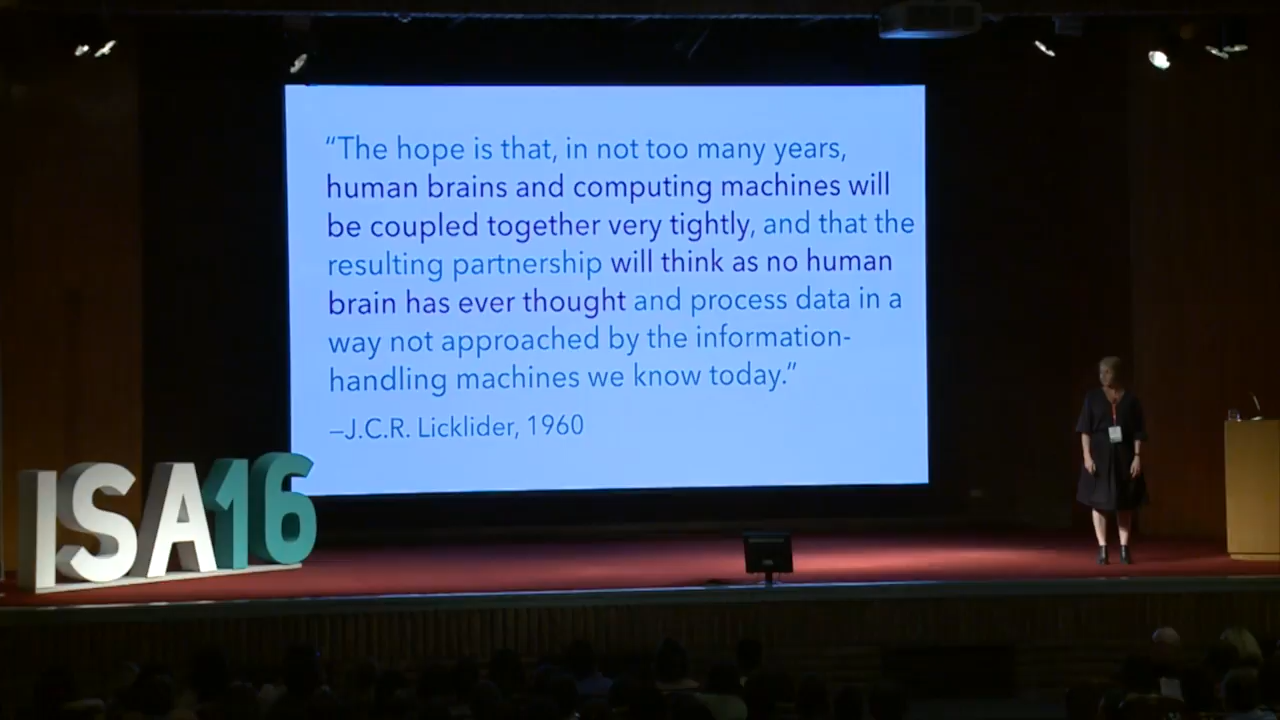 “The hope is that, in not too many years,
human brains and computing machines will
be coupled together very tightly, and that the
resulting partnership will think as no human
brain has ever thought and process data in a
way not approached by the information-
handling machines we know today.”
–J.C.R. Licklider, 1960
ISA16